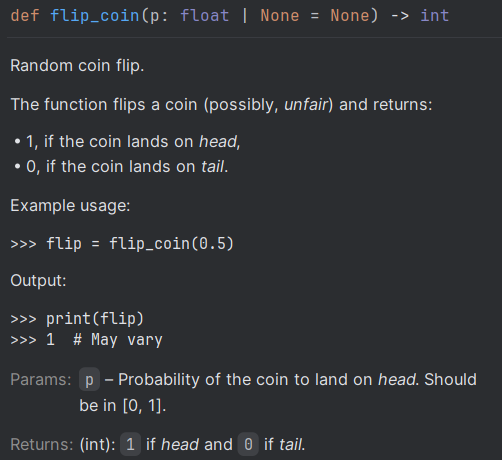 def flip_coin(p: float | None = None) -> int
Random coin flip.
The function flips a coin (possibly, unfair) and returns:
• 1, if the coin lands on head,
• 0, if the coin lands on tail.
Example usage:
>>> flip = flip_coin(0.5)
Output:
>>> print(flip)
>>> 1  # May vary
Params: p – Probability of the coin to land on head. Should
be in [0, 1].
Returns: (int): 1 if head and 0 if tail.